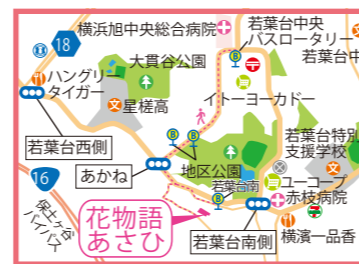 横浜旭中央総合病院
若葉台中央
バスロータリー
若葉台中
18
大貫谷公園
ハングリー
タイガー
星槎高
イトーヨーカドー
若葉台西側
若葉台特別
支援学校
あかね
地区公園
若葉台南
ユーコープ
赤枝病院
16
保土ヶ谷
バイパス
花物語
あさひ
若葉台南側
横濱一品香